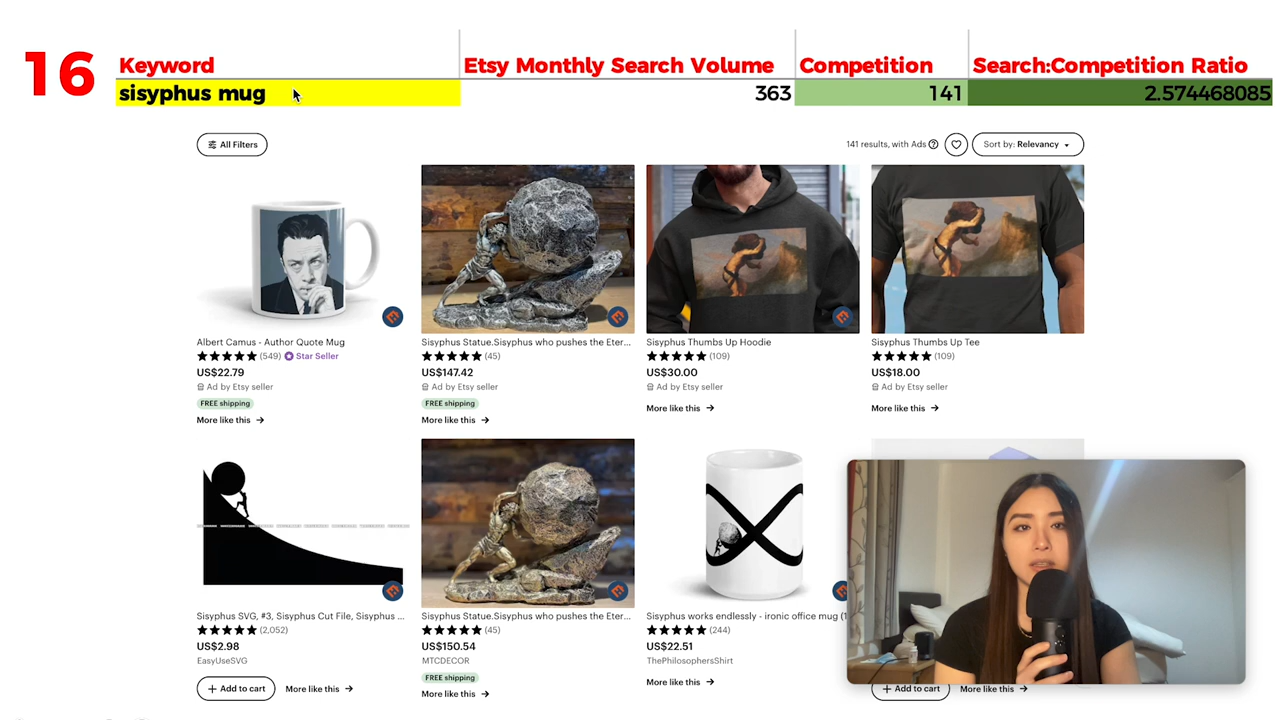 16
Keyword Etsy Monthly Search Volume Competition Search:Competition Ratio
sisyphus mug 363 141 2.574468085
All Filters
141 results, with Ads
Sort by: Relevancy
Albert Camus - Author Quote Mug
(549) Star Seller
US$22.79
Ad by Etsy seller
FREE shipping
More like this
Sisyphus Statue.Sisyphus who pushes the Eter...
(45)
US$147.42
Ad by Etsy seller
FREE shipping
More like this
Sisyphus Thumbs Up Hoodie
(109)
US$30.00
Ad by Etsy seller
More like this
Sisyphus Thumbs Up Tee
(109)
US$18.00
Ad by Etsy seller
More like this
Sisyphus SVG, #3, Sisyphus Cut File, Sisyphus ...
(2,052)
US$2.98
EasyUseSVG
+ Add to cart
More like this
Sisyphus Statue.Sisyphus who pushes the Eter...
(45)
US$150.54
MTCDECOR
FREE shipping
More like this
Sisyphus works endlessly - ironic office mug (1
(244)
US$22.51
ThePhilosophersShirt
More like this
+ Add to cart
More like this